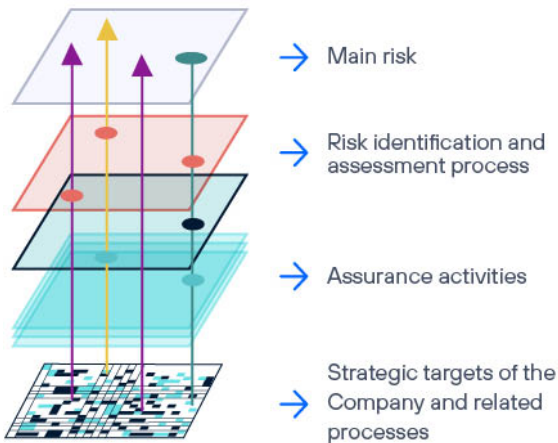 Main risk
Risk identification and
assessment process
Assurance activities
Strategic targets of the
Company and related
processes